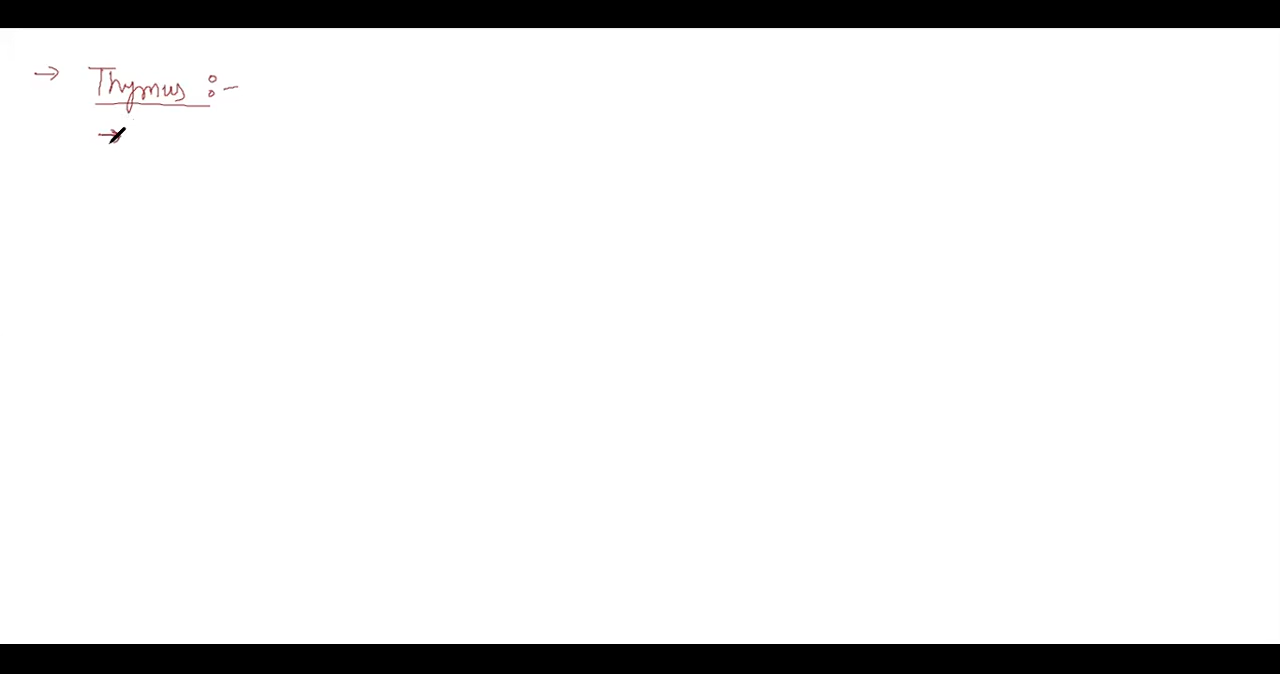 → Thymus :-
→